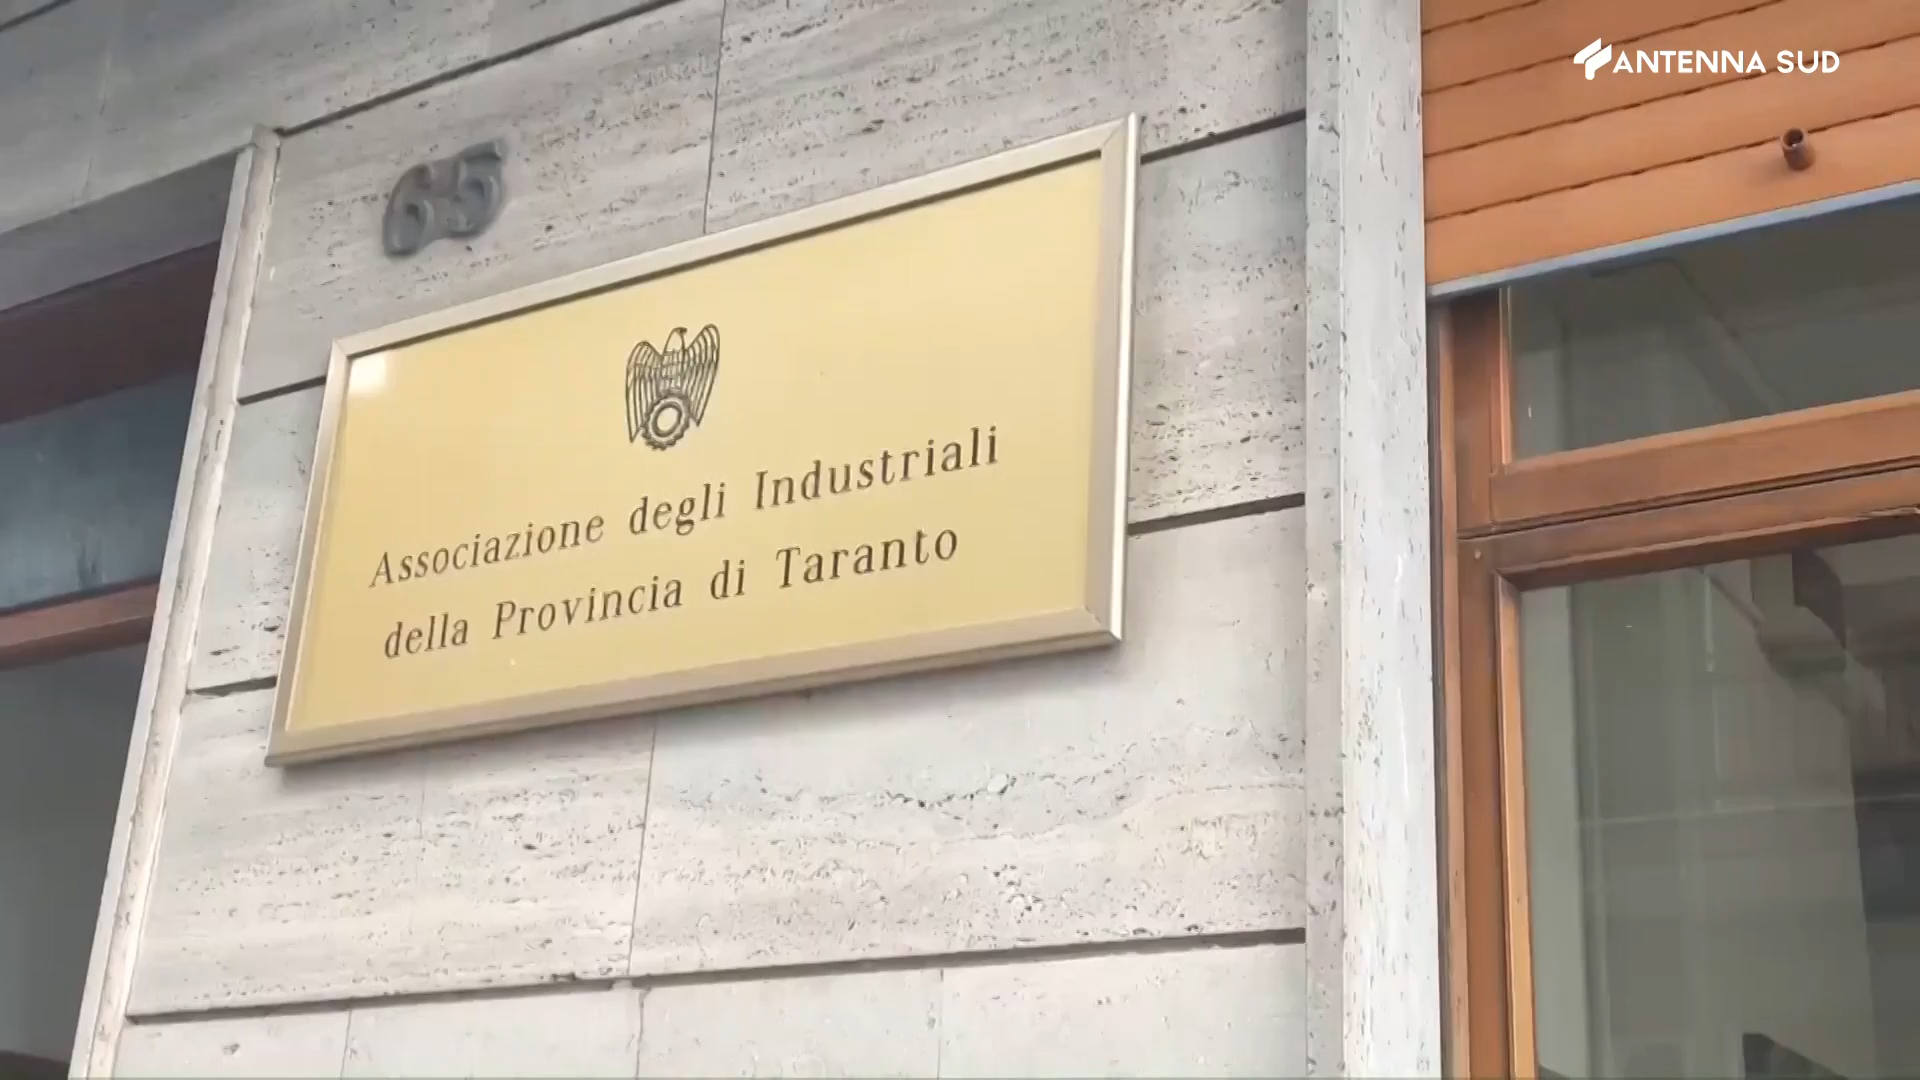 ANTENNA SUD
65
Associazione degli Industriali
della Provincia di Taranto